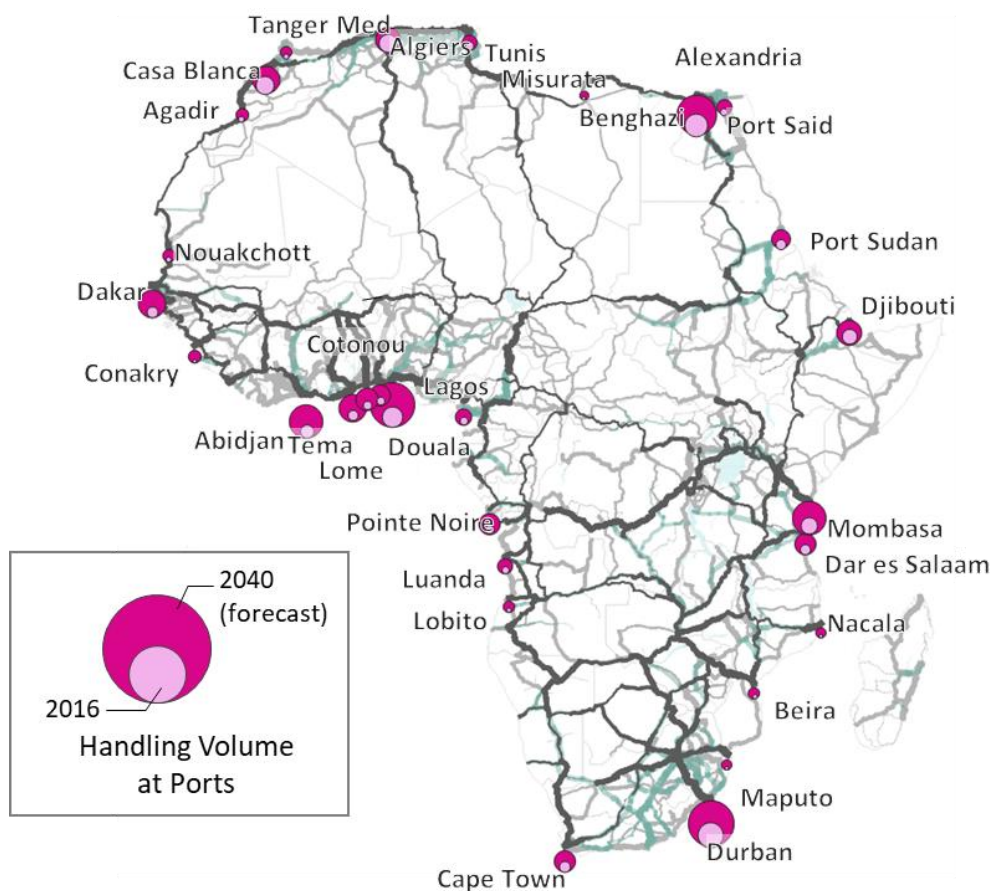 Tanger Med
Algiers
Tunis
Casa Blanca
Misurata
Alexandria
Agadir
Benghazi
Port Said
Nouakchott
Port Sudan
Dakar
Djibouti
Cotonou
Conakry
Lagos
Abidjan
Tema
Douala
Lome
Pointe Noire
Mombasa
Dar es Salaam
Luanda
Lobito
Nacala
Beira
Maputo
Durban
Cape Town
2040
(forecast)
2016
Handling Volume
at Ports